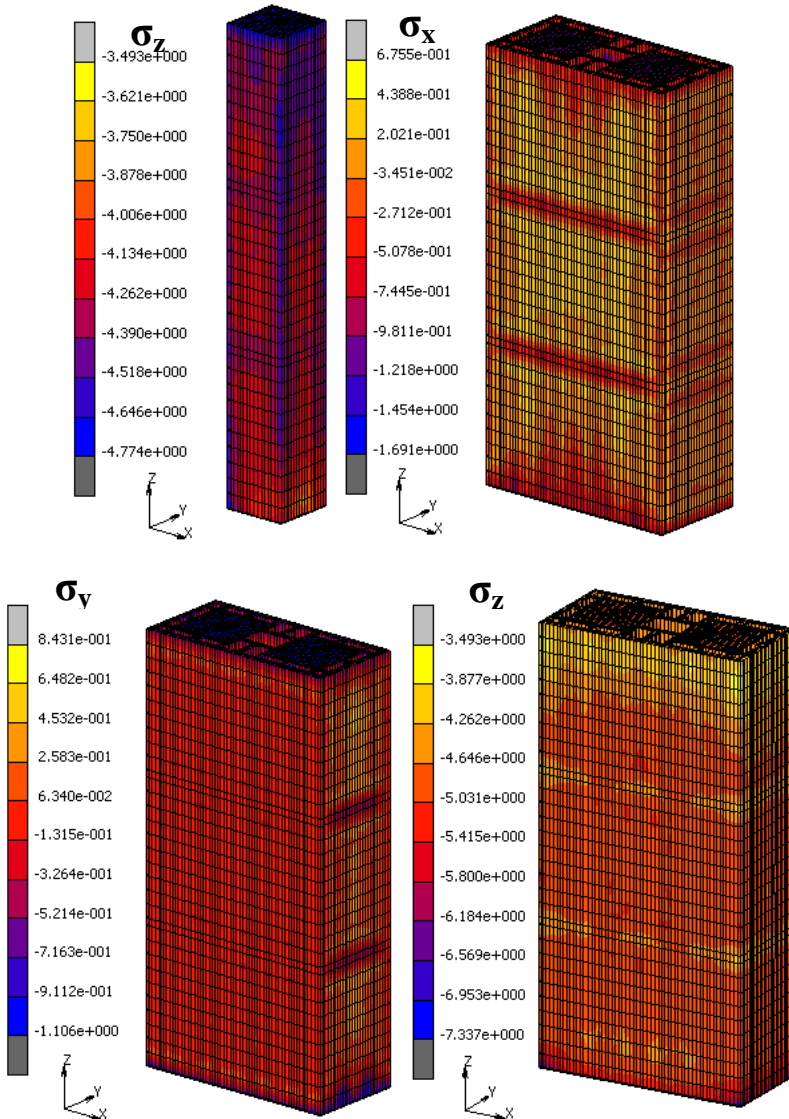 σz
-3.493e+000
-3.621e+000
-3.750e+000
-3.878e+000
-4.006e+000
-4.134e+000
-4.262e+000
-4.390e+000
-4.518e+000
-4.646e+000
-4.774e+000
Z
Y
X
σx
6.755e-001
4.388e-001
2.021e-001
-3.451e-002
-2.712e-001
-5.078e-001
-7.445e-001
-9.811e-001
-1.218e+000
-1.454e+000
-1.691e+000
Z
Y
X
σy
8.431e-001
6.482e-001
4.532e-001
2.583e-001
6.340e-002
-1.315e-001
-3.264e-001
-5.214e-001
-7.163e-001
-9.112e-001
-1.106e+000
Z
Y
X
σz
-3.493e+000
-3.877e+000
-4.262e+000
-4.646e+000
-5.031e+000
-5.415e+000
-5.800e+000
-6.184e+000
-6.569e+000
-6.953e+000
-7.337e+000
Z
Y
X